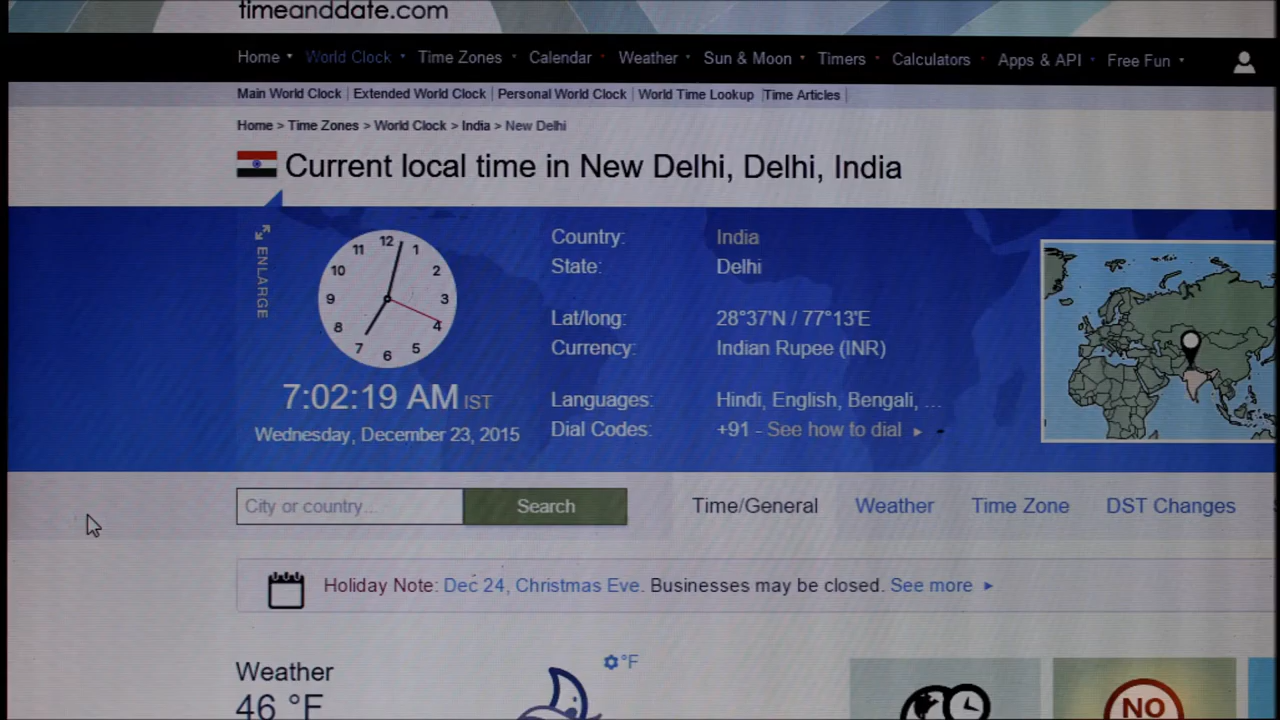 timeanddate.com
Home World Clock Time Zones Calendar Weather Sun & Moon Timers Calculators Apps & API Free Fun
Main World Clock | Extended World Clock | Personal World Clock | World Time Lookup | Time Articles |
Home > Time Zones > World Clock > India > New Delhi
Current local time in New Delhi, Delhi, India
ENLARGE
12 1 2 3 4 5 6 7 8 9 10 11
7:02:19 AM IST
Wednesday, December 23, 2015
Country: India
State: Delhi
Lat/long: 28°37'N / 77°13'E
Currency: Indian Rupee (INR)
Languages: Hindi, English, Bengali, ...
Dial Codes: +91 - See how to dial
City or country... Search Time/General Weather Time Zone DST Changes
Holiday Note: Dec 24, Christmas Eve. Businesses may be closed. See more
Weather
°F
46 °F
NO